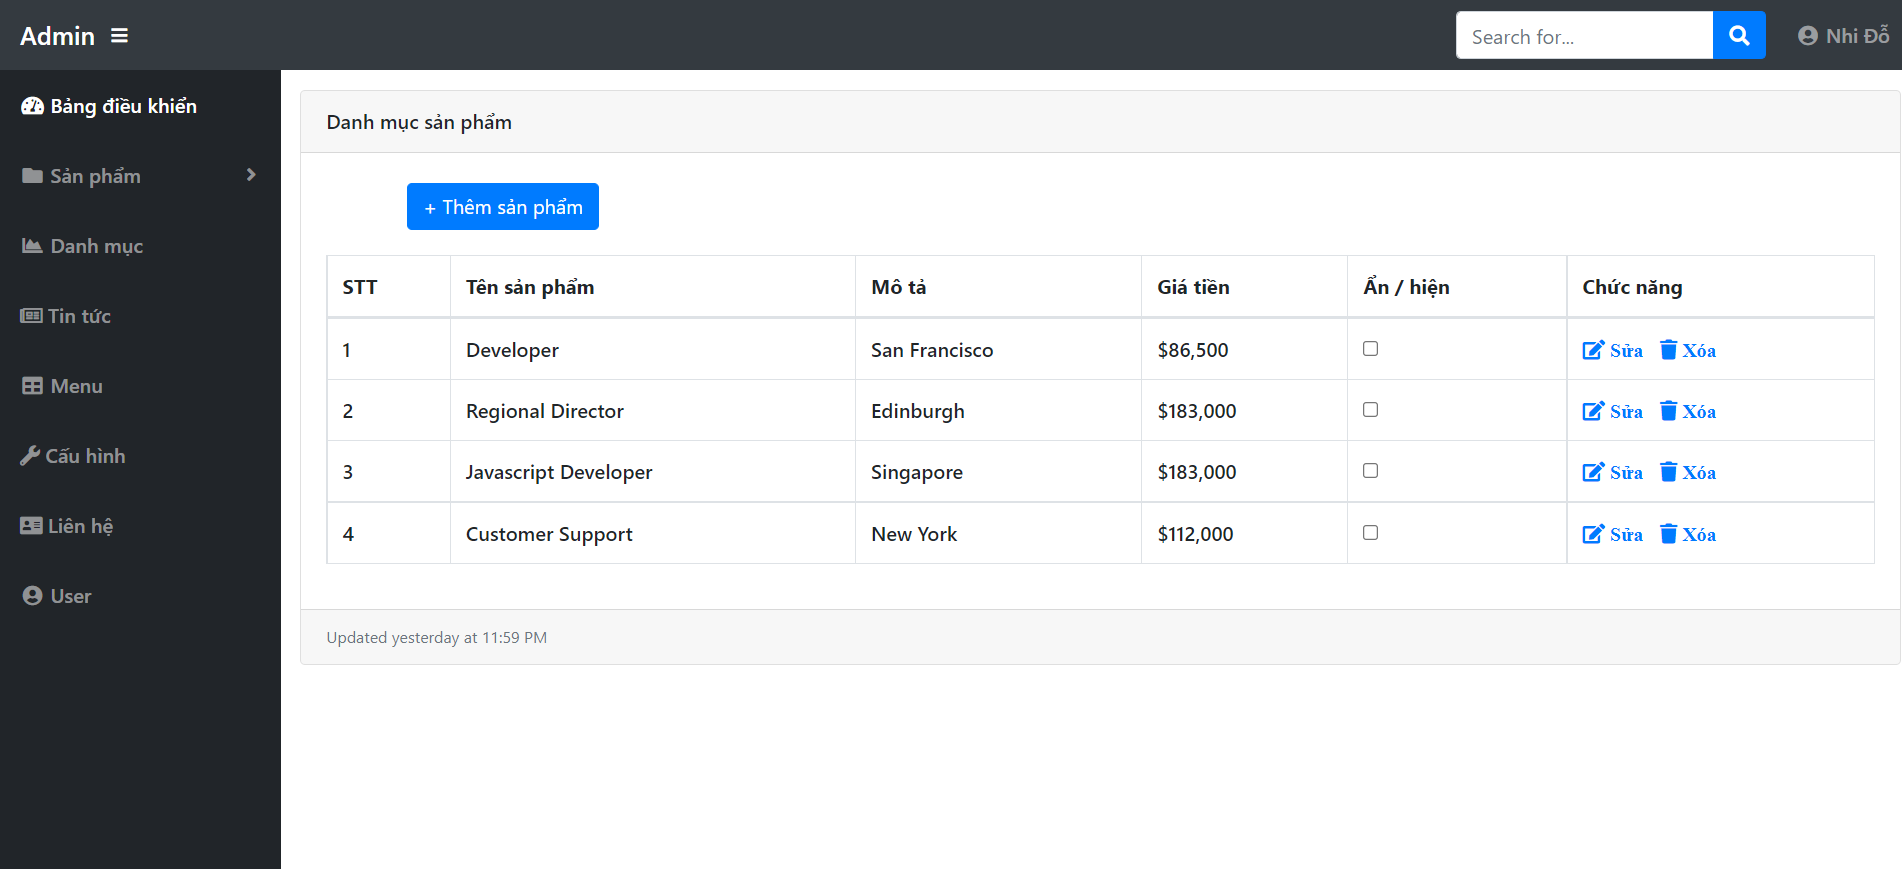 Admin
Search for...
Nhi Đỗ
Bảng điều khiển
Sản phẩm
Danh mục
Tin tức
Menu
Cấu hình
Liên hệ
User
Danh mục sản phẩm
+ Thêm sản phẩm
STT Tên sản phẩm Mô tả Giá tiền Ẩn / hiện Chức năng
1 Developer San Francisco $86,500 Sửa Xóa
2 Regional Director Edinburgh $183,000 Sửa Xóa
3 Javascript Developer Singapore $183,000 Sửa Xóa
4 Customer Support New York $112,000 Sửa Xóa
Updated yesterday at 11:59 PM